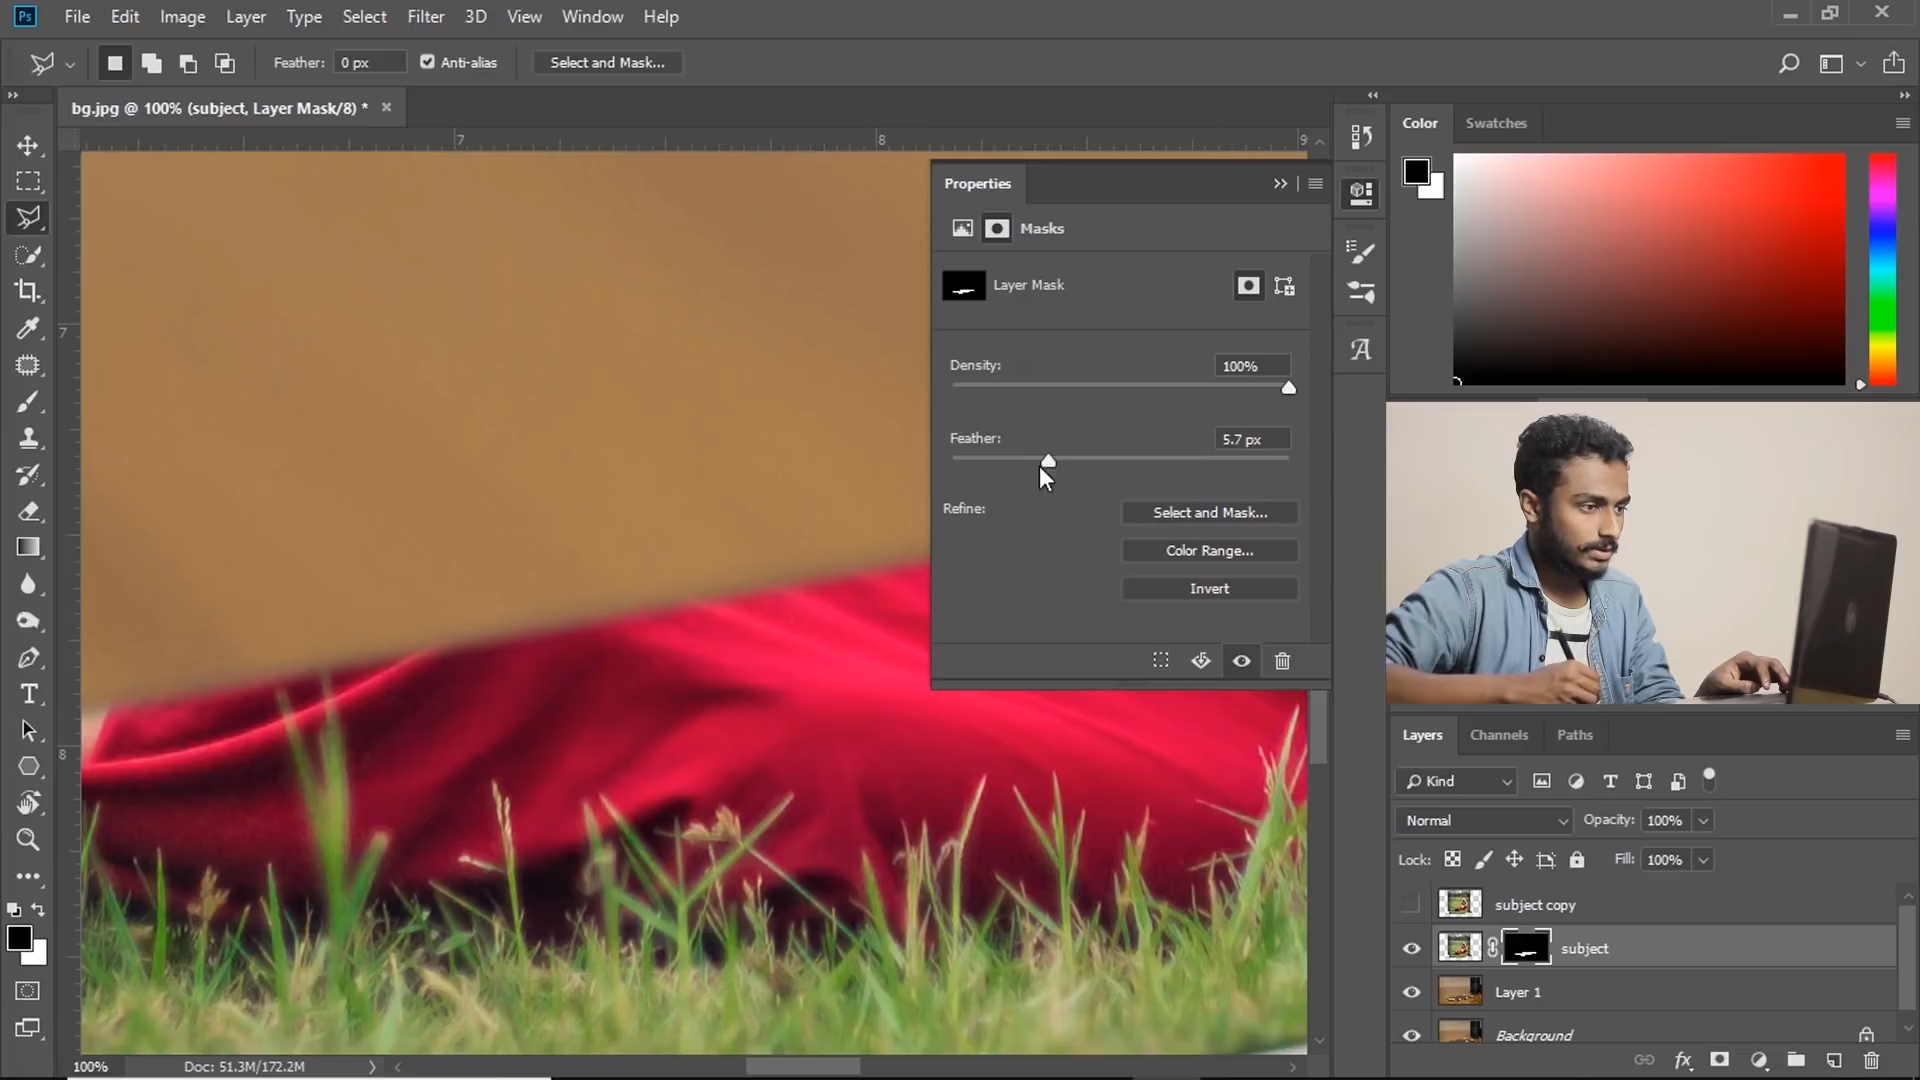 Ps File Edit Image Layer Type Select Filter 3D View Window Help
Feather: 0 px Anti-alias Select and Mask...
bg.jpg @ 100% (subject, Layer Mask/8) *
7 8 9
7
8
Properties
Masks
Layer Mask
Density: 100%
Feather: 5.7 px
Refine: Select and Mask...
Color Range...
Invert
Color Swatches
Layers Channels Paths
Kind
Normal Opacity: 100%
Lock: Fill: 100%
subject copy
subject
Layer 1
Background
fx
100% Doc: 51.3M/172.2M